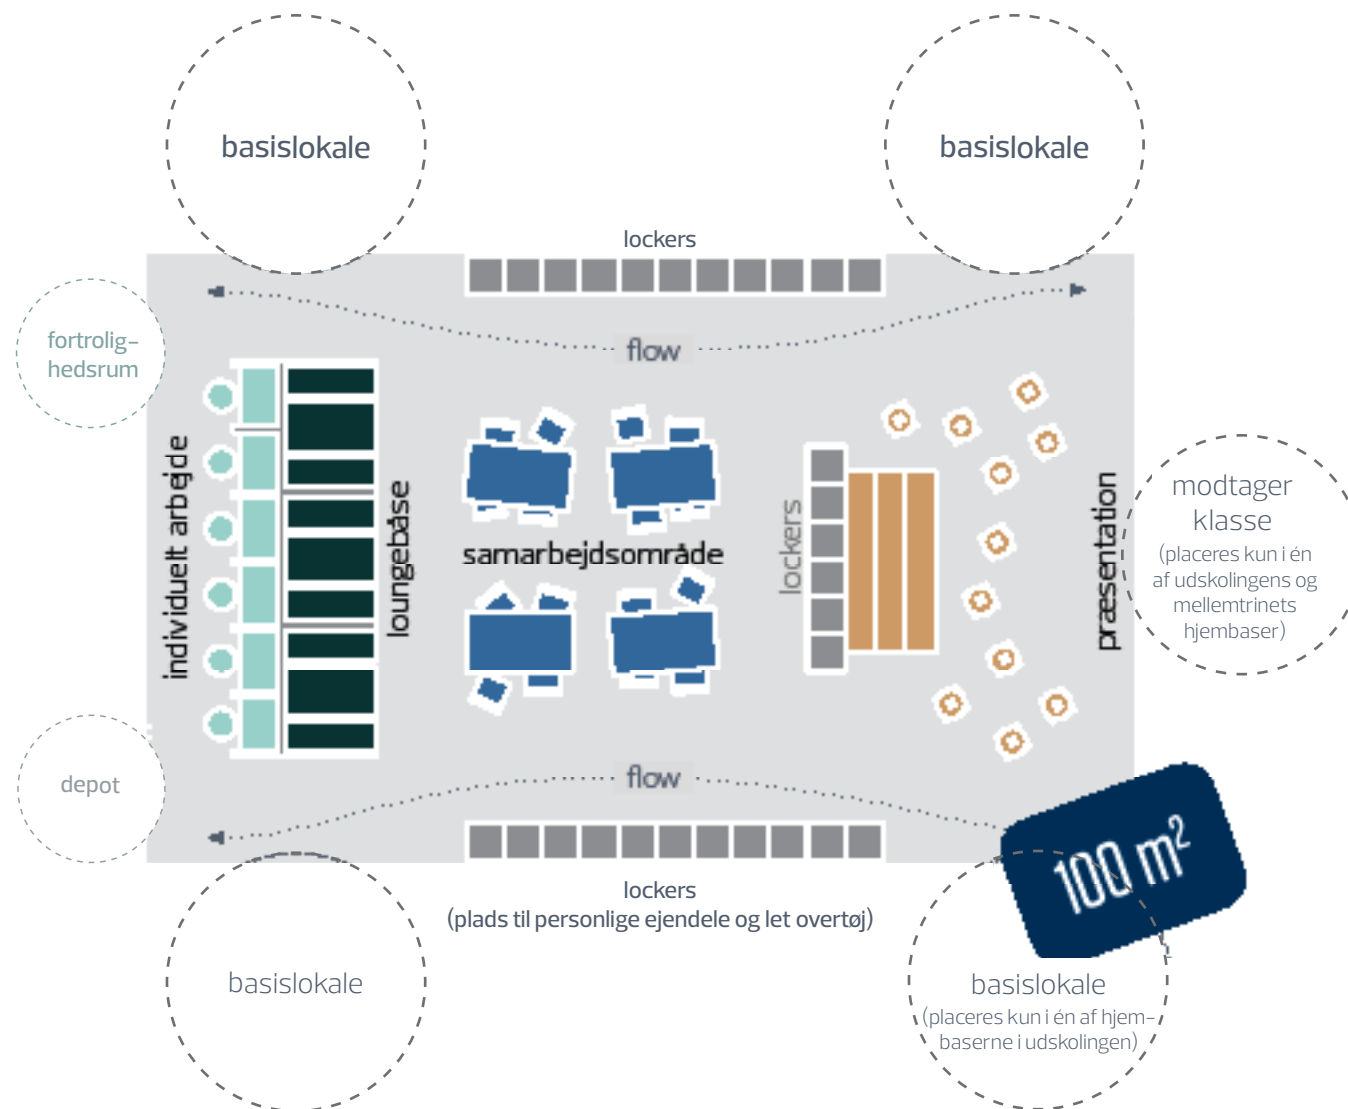 basislokale
basislokale
lockers
fortrolig-
hedsrum
flow
individuelt arbejde
loungebåse
samarbejdsområde
lockers
præsentation
modtager
klasse
(placeres kun i én
af udskolingens og
mellemtrinets
hjembaser)
depot
flow
100 m²
lockers
(plads til personlige ejendele og let overtøj)
basislokale
basislokale
(placeres kun i én af hjem-
baserne i udskolingen)